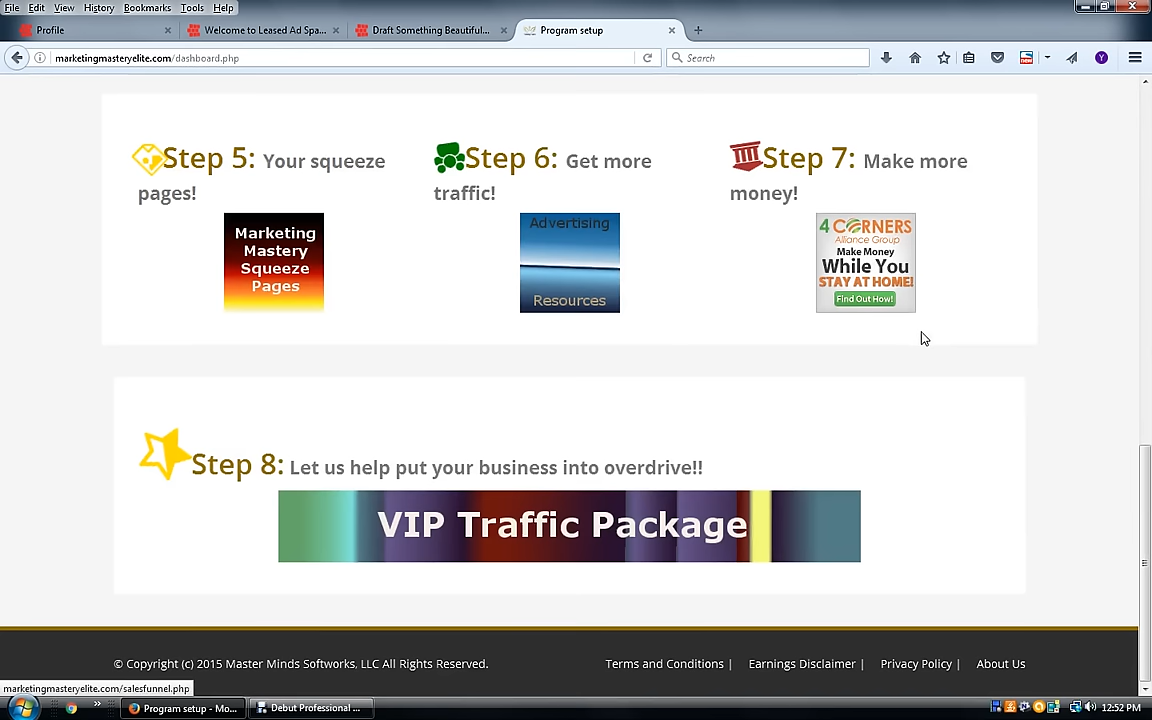 File Edit View History Bookmarks Tools Help
Profile
Welcome to Leased Ad Spa...
Draft Something Beautiful...
Program setup
marketingmasteryelite.com/dashboard.php
Search
Step 5: Your squeeze
pages!
Step 6: Get more
traffic!
Step 7: Make more
money!
Marketing
Mastery
Squeeze
Pages
Advertising
Resources
4 CORNERS
Alliance Group
Make Money
While You
STAY AT HOME!
Find Out How!
Step 8: Let us help put your business into overdrive!!
VIP Traffic Package
© Copyright (c) 2015 Master Minds Softworks, LLC All Rights Reserved.
Terms and Conditions | Earnings Disclaimer | Privacy Policy | About Us
marketingmasteryelite.com/salesfunnel.php
Program setup - Mo...
Debut Professional ...
12:52 PM